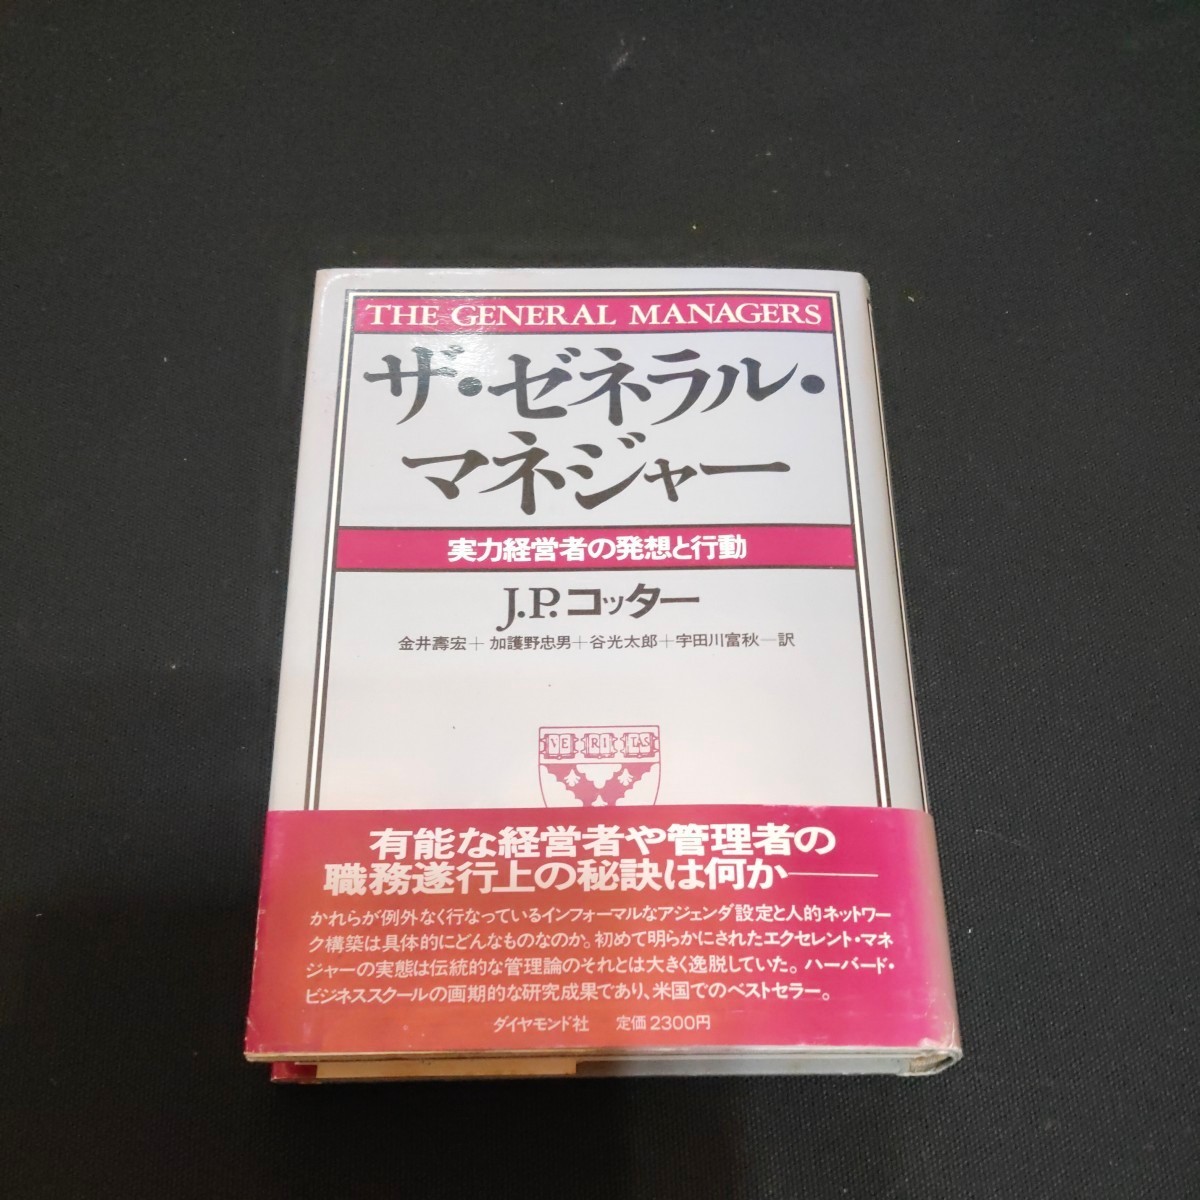 THE GENERAL MANAGERS
ザ・ゼネラル・
マネジャー
実力経営者の発想と行動
J.P.コッター
金井壽宏＋加護野忠男＋谷光太郎＋宇田川富秋―訳
VE RI TS
有能な経営者や管理者の
職務遂行上の秘訣は何か――
かれらが例外なく行なっているインフォーマルなアジェンダ設定と人的ネットワー
ク構築は具体的にどんなものなのか。初めて明らかにされたエクセレント・マネ
ジャーの実態は伝統的な管理論のそれとは大きく逸脱していた。ハーバード・
ビジネススクールの画期的な研究成果であり、米国でのベストセラー。
ダイヤモンド社 定価2300円